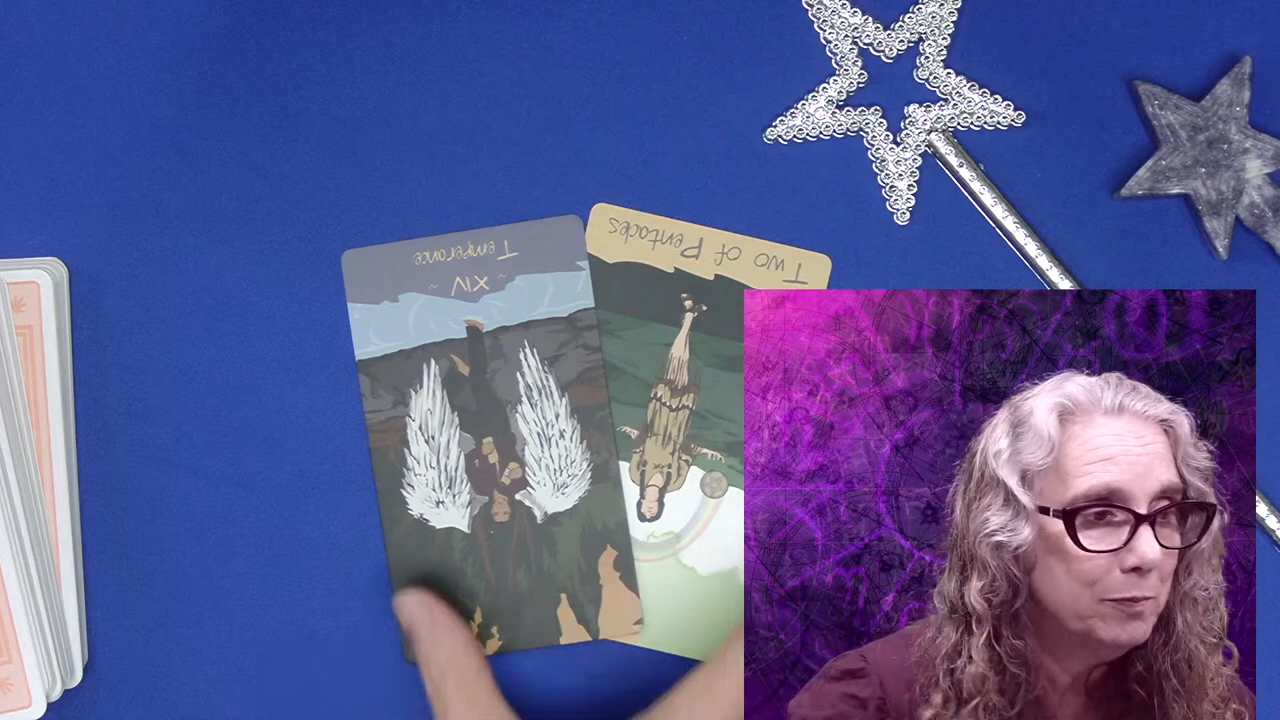 Temperance
~ XIV ~
Two of Pentacles